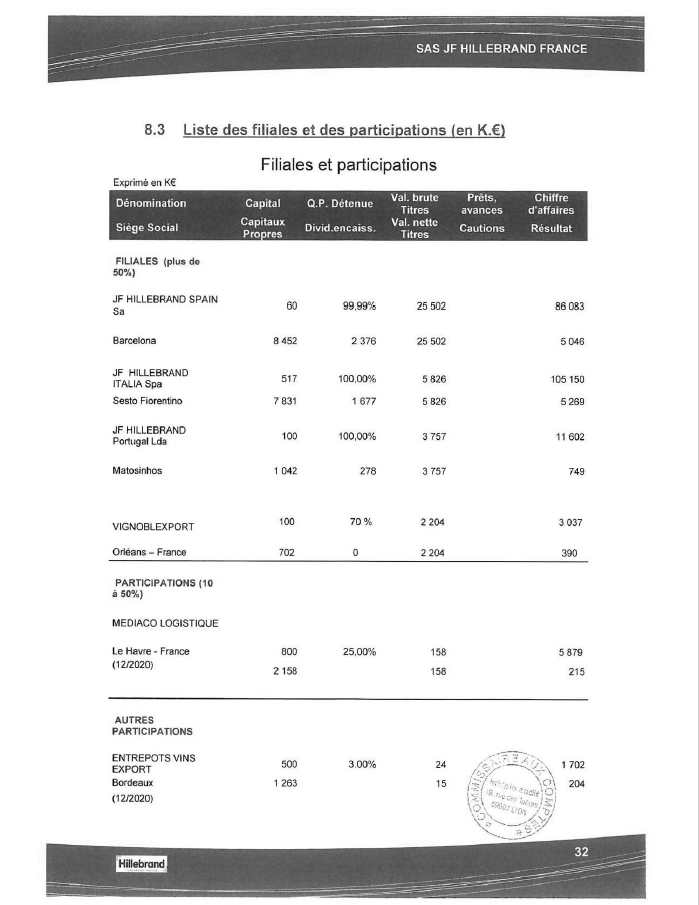 SAS JF HILLEBRAND FRANCE
8.3 Liste des filiales et des participations (en K.€)
Filiales et participations
Exprimé en K€
Dénomination Capital Q.P. Détenue Val. brute Titres Prêts, avances Chiffre d'affaires
Siège Social Capitaux Propres Divid.encaiss. Val. nette Titres Cautions Résultat
FILIALES (plus de
50%)
JF HILLEBRAND SPAIN
Sa 60 99,99% 25 502 86 083
Barcelona 8 452 2 376 25 502 5 046
JF HILLEBRAND
ITALIA Spa 517 100,00% 5 826 105 150
Sesto Fiorentino 7 831 1 677 5 826 5 269
JF HILLEBRAND
Portugal Lda 100 100,00% 3 757 11 602
Matosinhos 1 042 278 3 757 749
VIGNOBLEXPORT 100 70 % 2 204 3 037
Orléans – France 702 0 2 204 390
PARTICIPATIONS (10
à 50%)
MEDIACO LOGISTIQUE
Le Havre - France 800 25,00% 158 5 879
(12/2020) 2 158 158 215
AUTRES
PARTICIPATIONS
ENTREPOTS VINS
EXPORT 500 3.00% 24 1 702
Bordeaux 1 263 15 204
(12/2020)
COMMISSAIRE AUX COMPTES
audit
LYON
32
Hillebrand